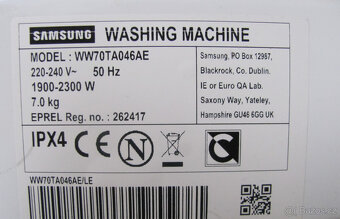 SAMSUNG WASHING MACHINE
MODEL : WW70TA046AE
220-240 V~ 50 Hz
1900-2300 W
7.0 kg
EPREL Reg no. : 262417
Samsung, PO Box 12987,
Blackrock, Co. Dublin.
IE or Euro QA Lab.
Saxony Way, Yateley,
Hampshire GU46 6GG UK
IPX4 CE N
WW70TA046AE/LE